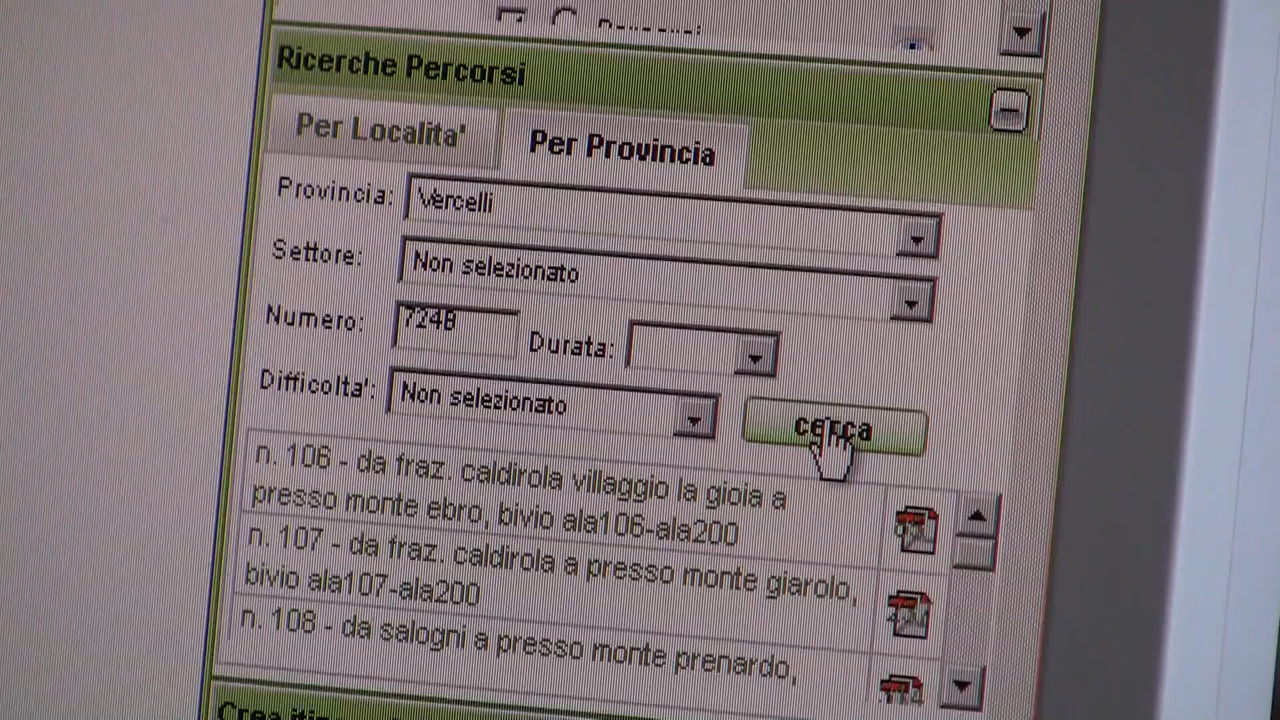 Ricerche Percorsi
Per Localita'
Per Provincia
Provincia: Vercelli
Settore: Non selezionato
Numero: 7248 Durata:
Difficolta': Non selezionato
cerca
n. 106 - da fraz. caldirola villaggio la gioia a
presso monte ebro, bivio ala106-ala200
n. 107 - da fraz. caldirola a presso monte giarolo,
bivio ala107-ala200
n. 108 - da salogni a presso monte prenardo,